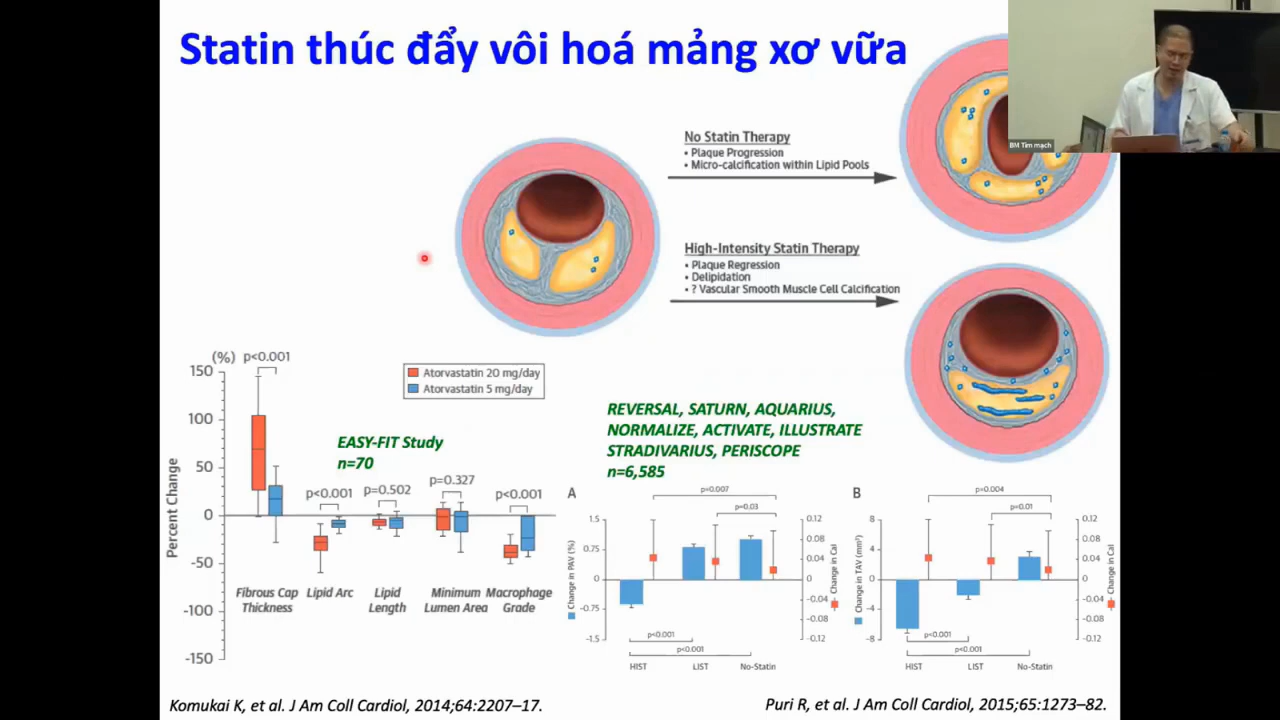 Statin thúc đẩy vôi hoá mảng xơ vữa
BM Tim mạch
No Statin Therapy
• Plaque Progression
• Micro-calcification within Lipid Pools
High-Intensity Statin Therapy
• Plaque Regression
• Delipidation
• ? Vascular Smooth Muscle Cell Calcification
(%)
p<0.001
150
100
50
0
-50
-100
-150
Percent Change
Atorvastatin 20 mg/day
Atorvastatin 5 mg/day
EASY-FIT Study
n=70
p<0.001
p=0.502
p=0.327
p<0.001
Fibrous Cap
Thickness
Lipid Arc
Lipid
Length
Minimum
Lumen Area
Macrophage
Grade
REVERSAL, SATURN, AQUARIUS,
NORMALIZE, ACTIVATE, ILLUSTRATE
STRADIVARIUS, PERISCOPE
n=6,585
A
p=0.007
p=0.03
1.5
0.75
0
-0.75
-1.5
Change in PAV (%)
0.12
0.08
0.04
0
-0.04
-0.08
-0.12
Change in CaI
p<0.001
p<0.001
HIST
LIST
No-Statin
B
p=0.004
p=0.01
8
4
0
-4
-8
Change in TAV (mm³)
0.12
0.08
0.04
0
-0.04
-0.08
-0.12
Change in CaI
p<0.001
p<0.001
HIST
LIST
No-Statin
Komukai K, et al. J Am Coll Cardiol, 2014;64:2207–17.
Puri R, et al. J Am Coll Cardiol, 2015;65:1273–82.